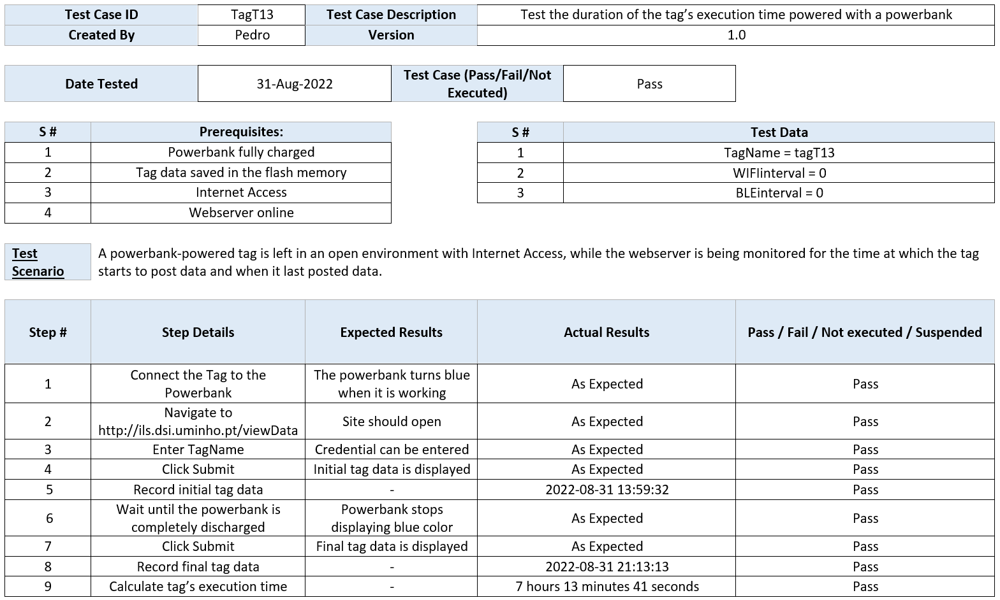 Test Case ID TagT13 Test Case Description Test the duration of the tag’s execution time powered with a powerbank
Created By Pedro Version 1.0
Date Tested 31-Aug-2022 Test Case (Pass/Fail/Not
Executed) Pass
S # Prerequisites:
1 Powerbank fully charged
2 Tag data saved in the flash memory
3 Internet Access
4 Webserver online
S # Test Data
1 TagName = tagT13
2 WIFIinterval = 0
3 BLEinterval = 0
Test
Scenario
A powerbank-powered tag is left in an open environment with Internet Access, while the webserver is being monitored for the time at which the tag
starts to post data and when it last posted data.
Step # Step Details Expected Results Actual Results Pass / Fail / Not executed / Suspended
1 Connect the Tag to the
Powerbank
The powerbank turns blue
when it is working
As Expected Pass
2 Navigate to
http://ils.dsi.uminho.pt/viewData
Site should open As Expected Pass
3 Enter TagName Credential can be entered As Expected Pass
4 Click Submit Initial tag data is displayed As Expected Pass
5 Record initial tag data - 2022-08-31 13:59:32 Pass
6 Wait until the powerbank is
completely discharged
Powerbank stops
displaying blue color
As Expected Pass
7 Click Submit Final tag data is displayed As Expected Pass
8 Record final tag data - 2022-08-31 21:13:13 Pass
9 Calculate tag’s execution time - 7 hours 13 minutes 41 seconds Pass